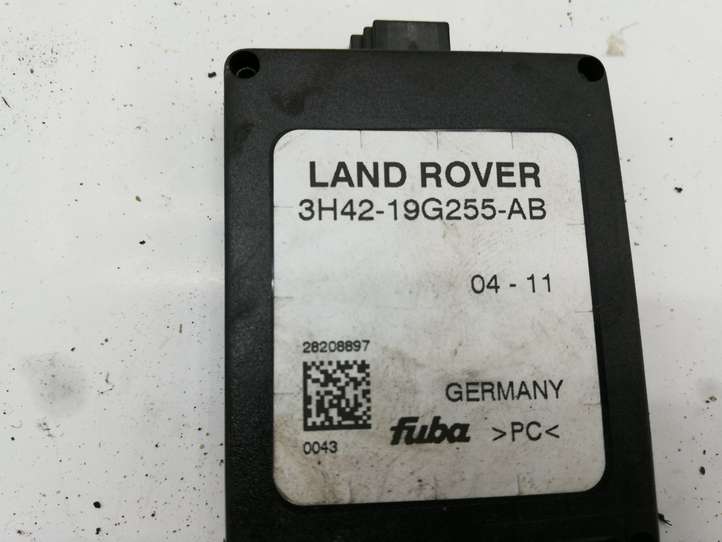 LAND ROVER
3H42-19G255-AB
04 - 11
28208897
GERMANY
0043
fuba >PC<